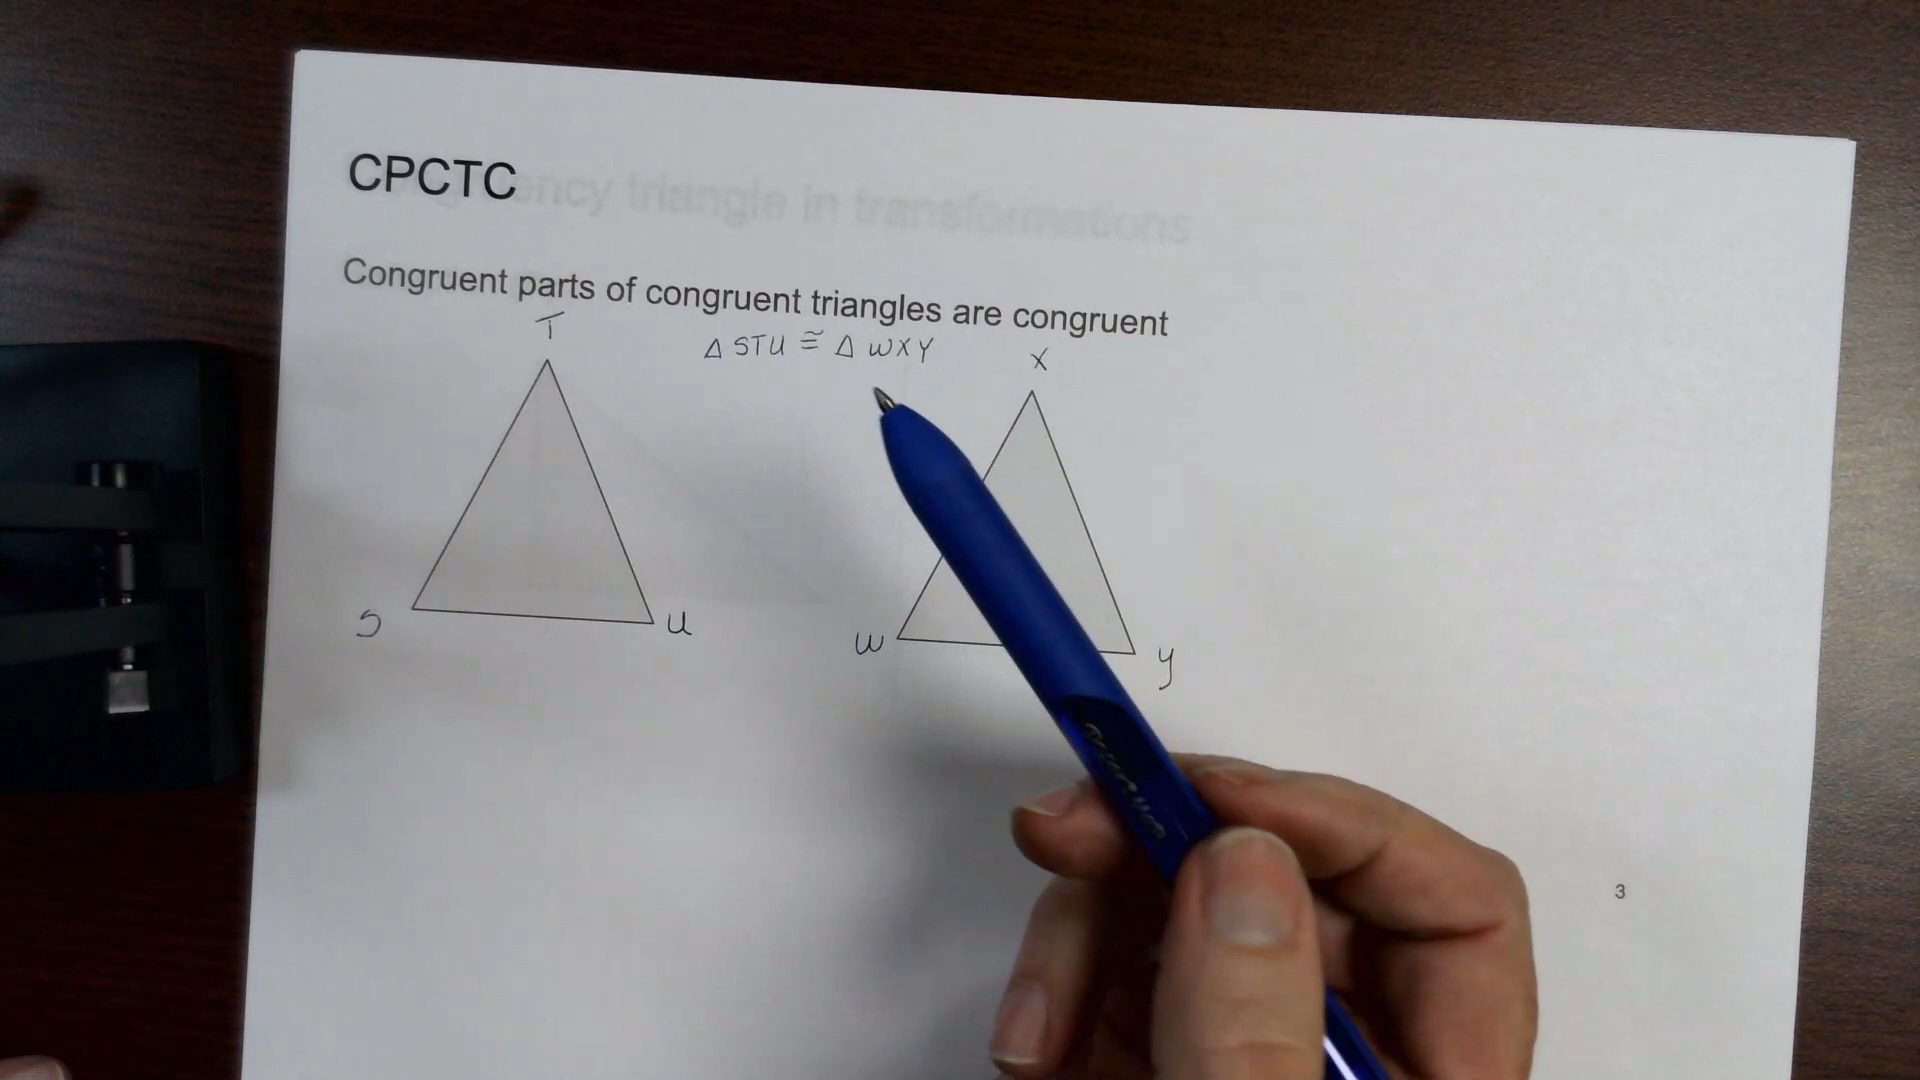 CPCTC
Congruent parts of congruent triangles are congruent
T
Δ STU ≅ Δ WXY
X
S
U
W
y
3